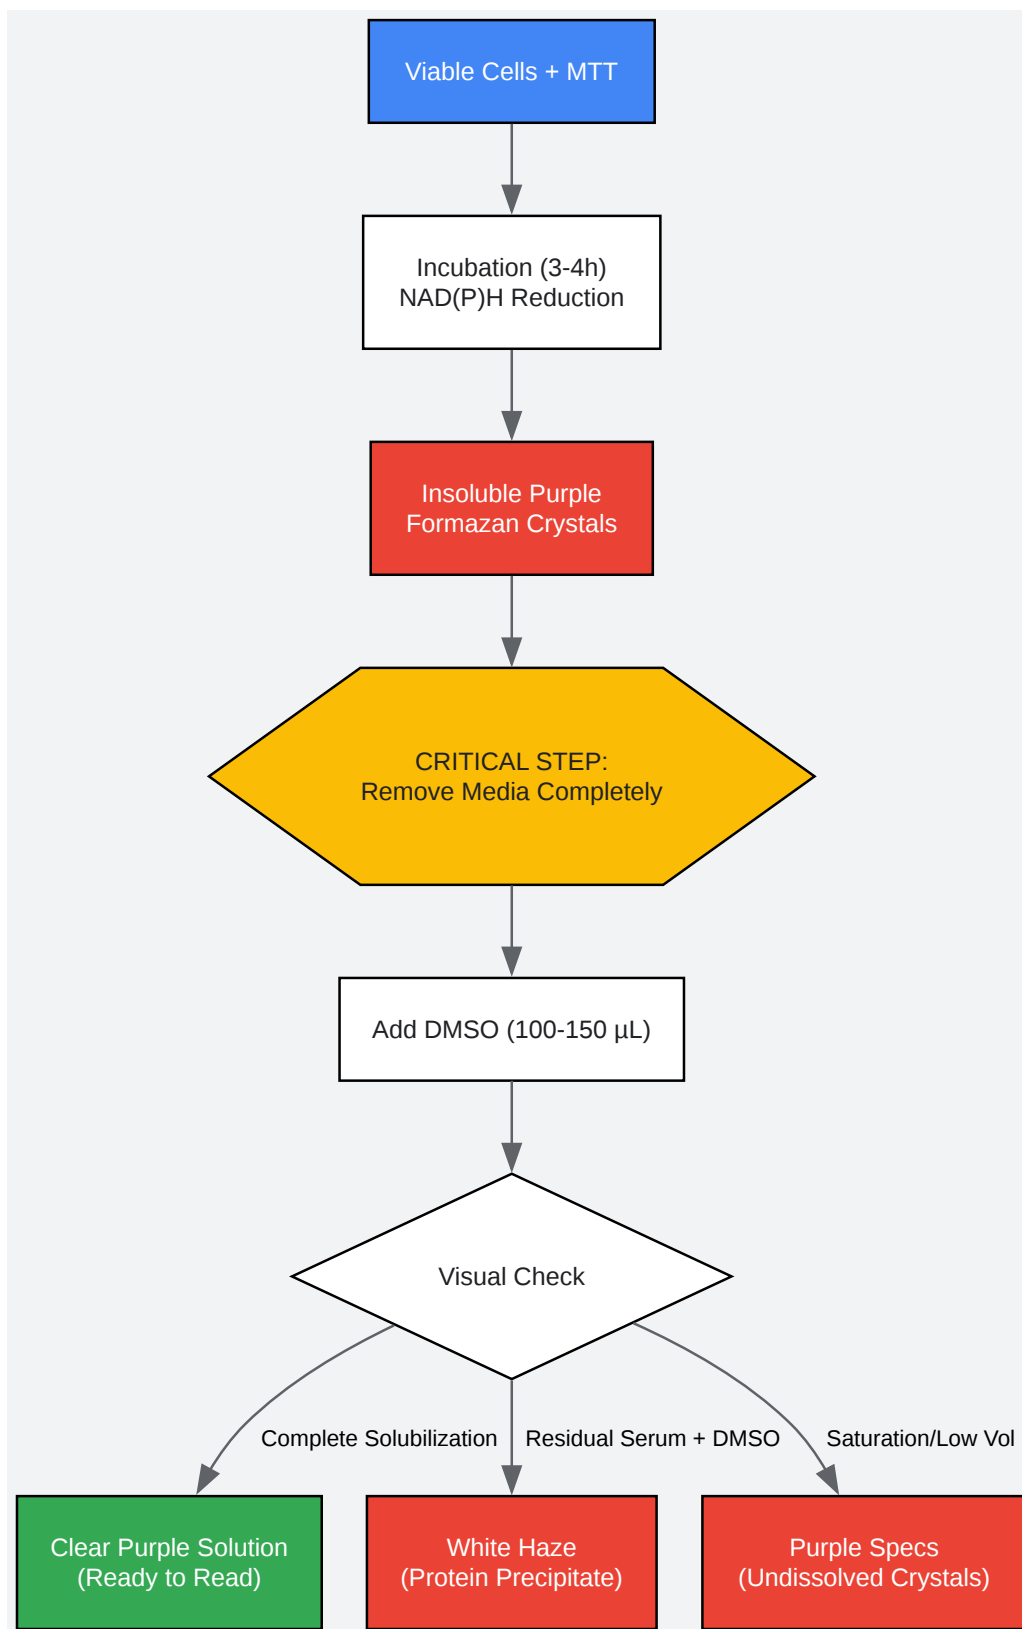 Viable Cells + MTT
Incubation (3-4h)
NAD(P)H Reduction
Insoluble Purple
Formazan Crystals
CRITICAL STEP:
Remove Media Completely
Add DMSO (100-150 µL)
Visual Check
Complete Solubilization
Residual Serum + DMSO
Saturation/Low Vol
Clear Purple Solution
(Ready to Read)
White Haze
(Protein Precipitate)
Purple Specs
(Undissolved Crystals)